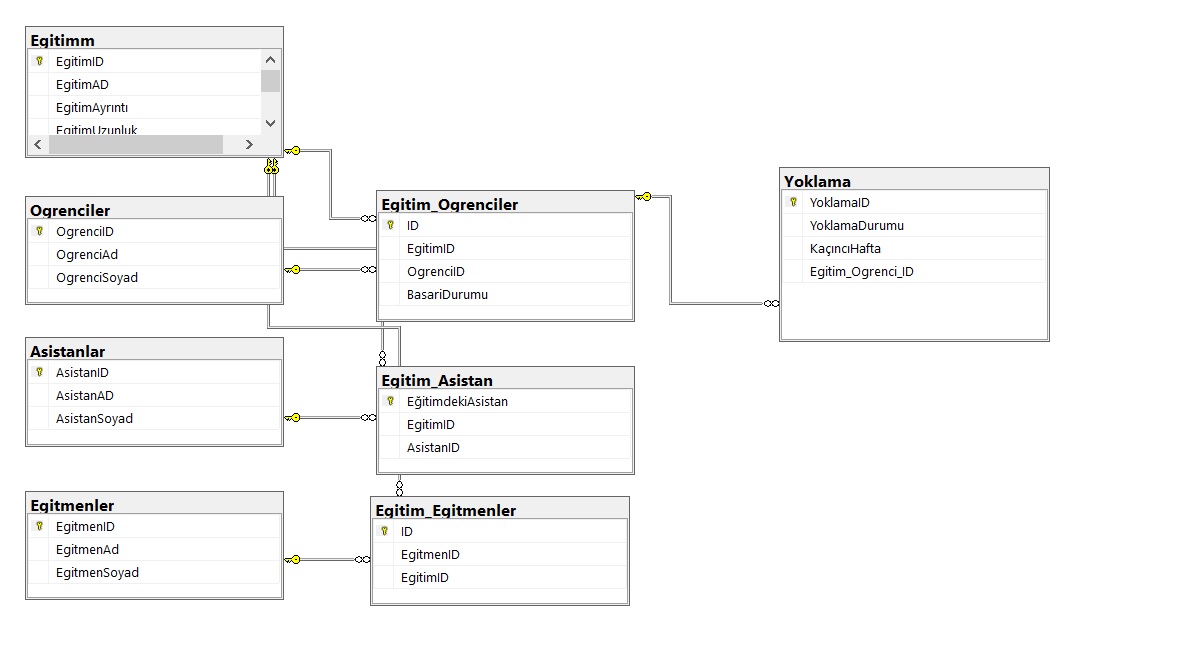 Egitimm
EgitimID
EgitimAD
EgitimAyrıntı
EgitimUzunluk
Ogrenciler
OgrenciID
OgrenciAd
OgrenciSoyad
Asistanlar
AsistanID
AsistanAD
AsistanSoyad
Egitmenler
EgitmenID
EgitmenAd
EgitmenSoyad
Egitim_Ogrenciler
ID
EgitimID
OgrenciID
BasariDurumu
Egitim_Asistan
EğitimdekiAsistan
EgitimID
AsistanID
Egitim_Egitmenler
ID
EgitmenID
EgitimID
Yoklama
YoklamaID
YoklamaDurumu
KaçıncıHafta
Egitim_Ogrenci_ID